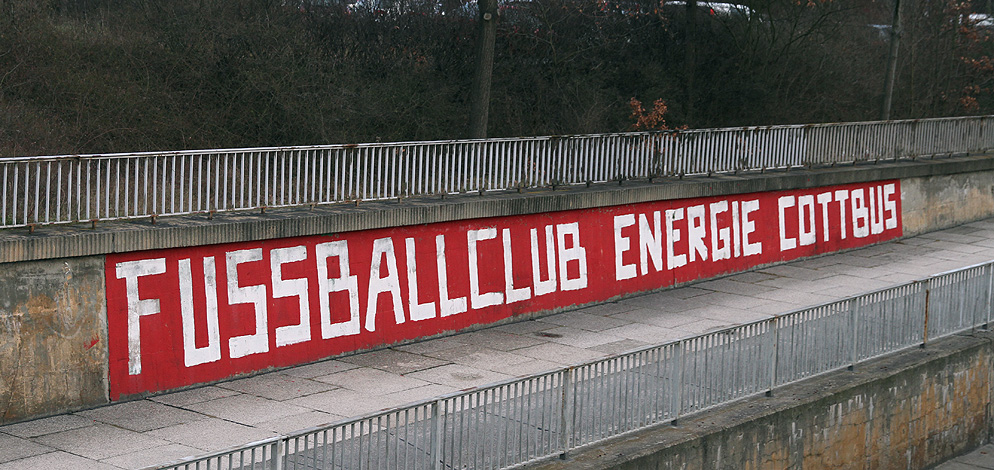 FUSSBALLCLUB ENERGIE COTTBUS